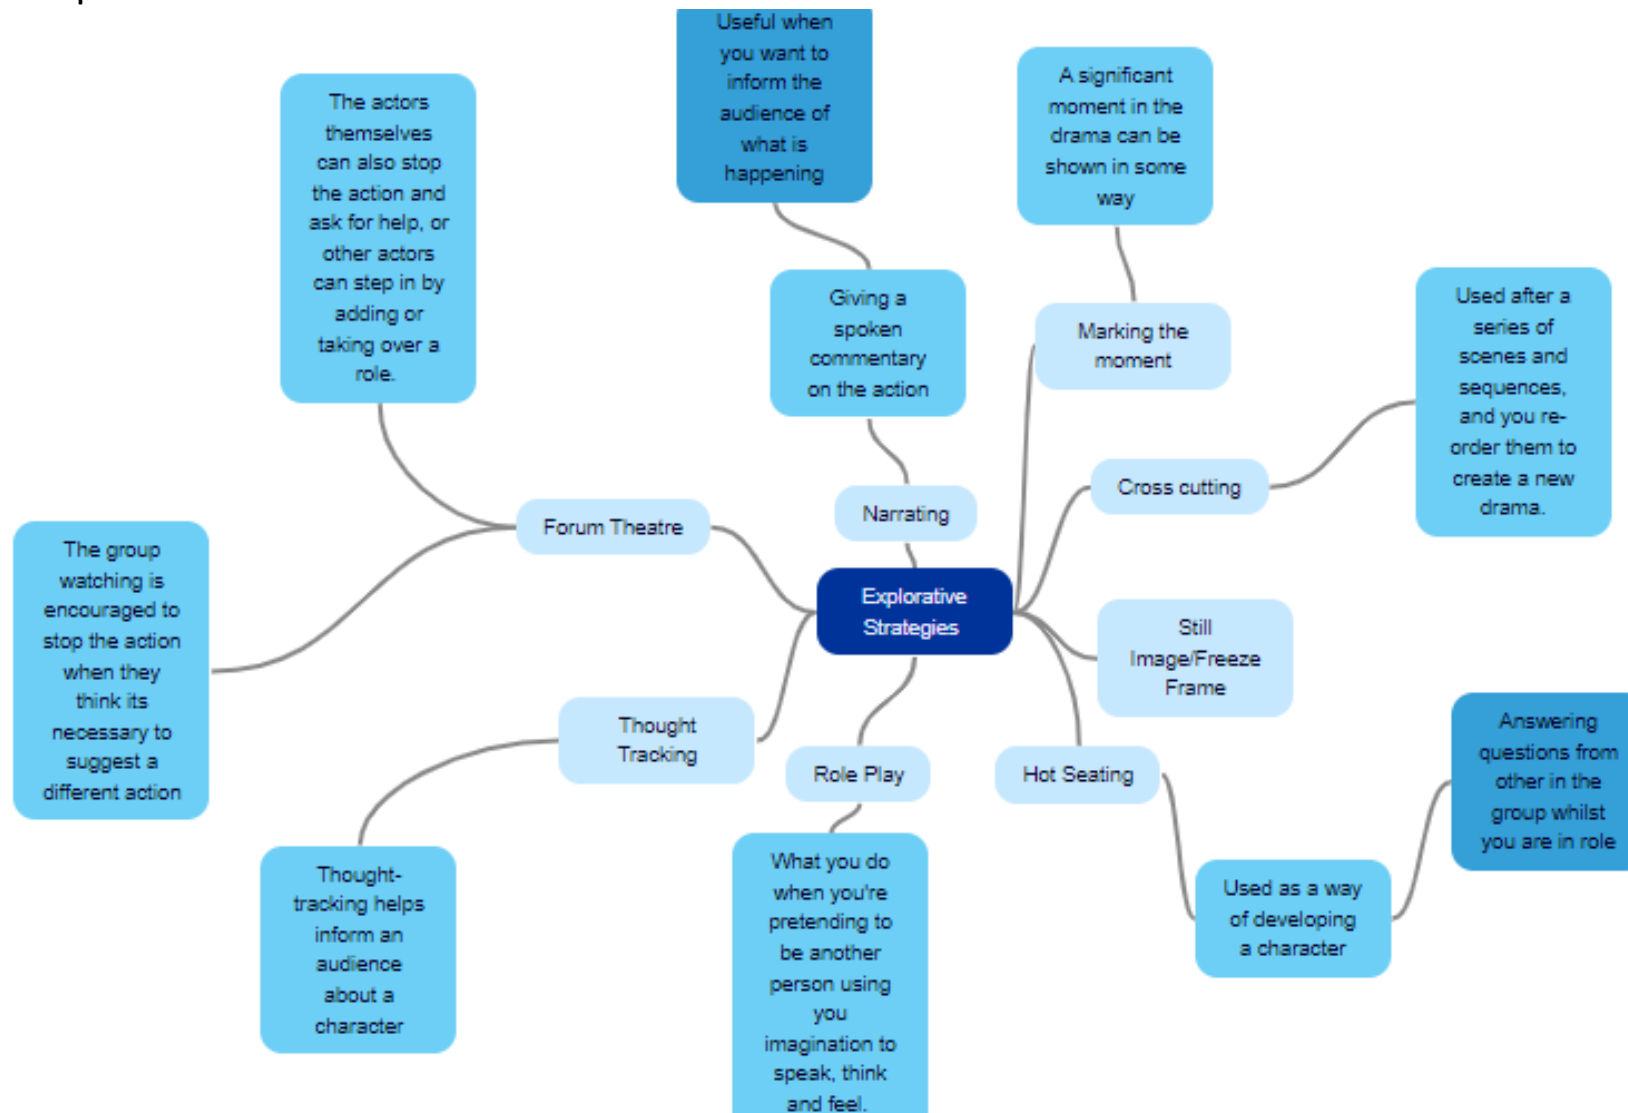 Useful when
you want to
inform the
audience of
what is
happening
A significant
moment in the
drama can be
shown in some
way
The actors
themselves
can also stop
the action and
ask for help, or
other actors
can step in by
adding or
taking over a
role.
Giving a
spoken
commentary
on the action
Marking the
moment
Used after a
series of
scenes and
sequences,
and you re-
order them to
create a new
drama.
Cross cutting
Narrating
Forum Theatre
The group
watching is
encouraged to
stop the action
when they
think its
necessary to
suggest a
different action
Explorative
Strategies
Still
Image/Freeze
Frame
Thought
Tracking
Role Play
Hot Seating
Answering
questions from
other in the
group whilst
you are in role
Thought-
tracking helps
inform an
audience
about a
character
What you do
when you're
pretending to
be another
person using
you
imagination to
speak, think
and feel.
Used as a way
of developing
a character